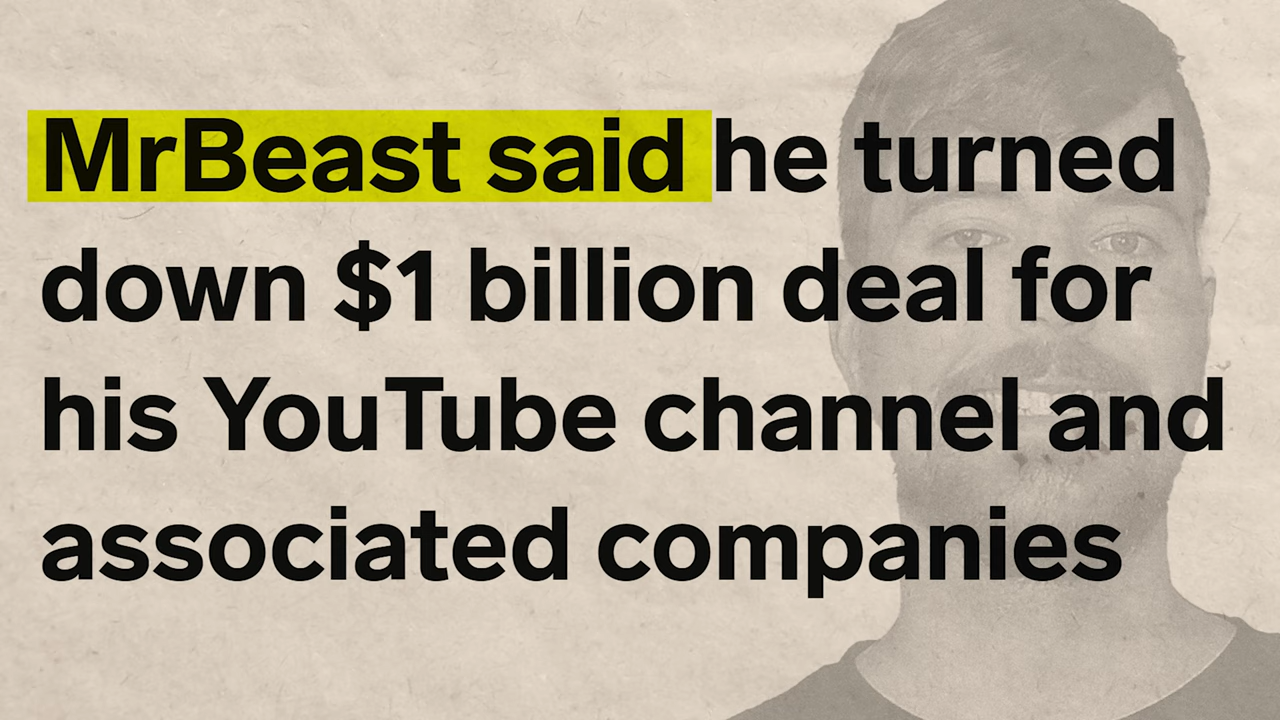 MrBeast said he turned
down $1 billion deal for
his YouTube channel and
associated companies